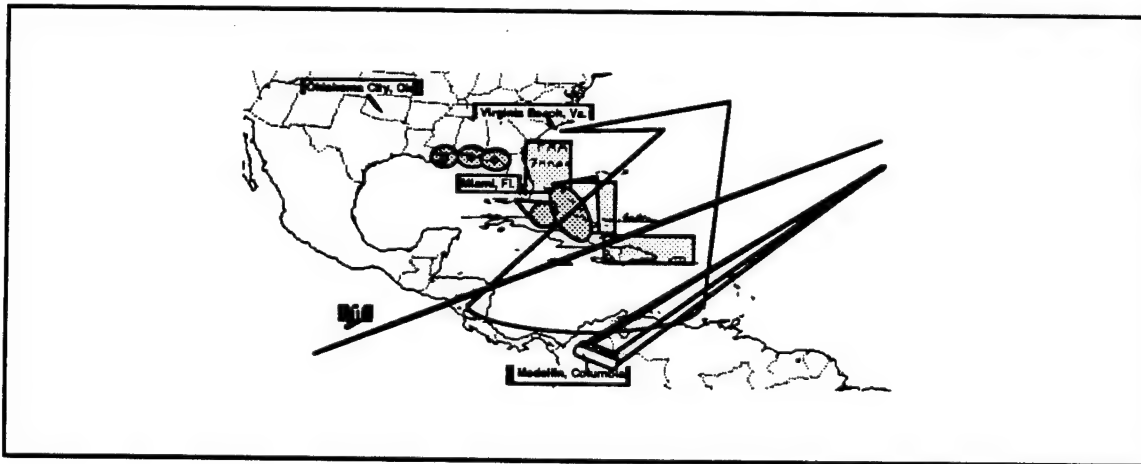 Oklahoma City, Ok
Virginia Beach, Va.
Miami, FL
Medellin, Columbia